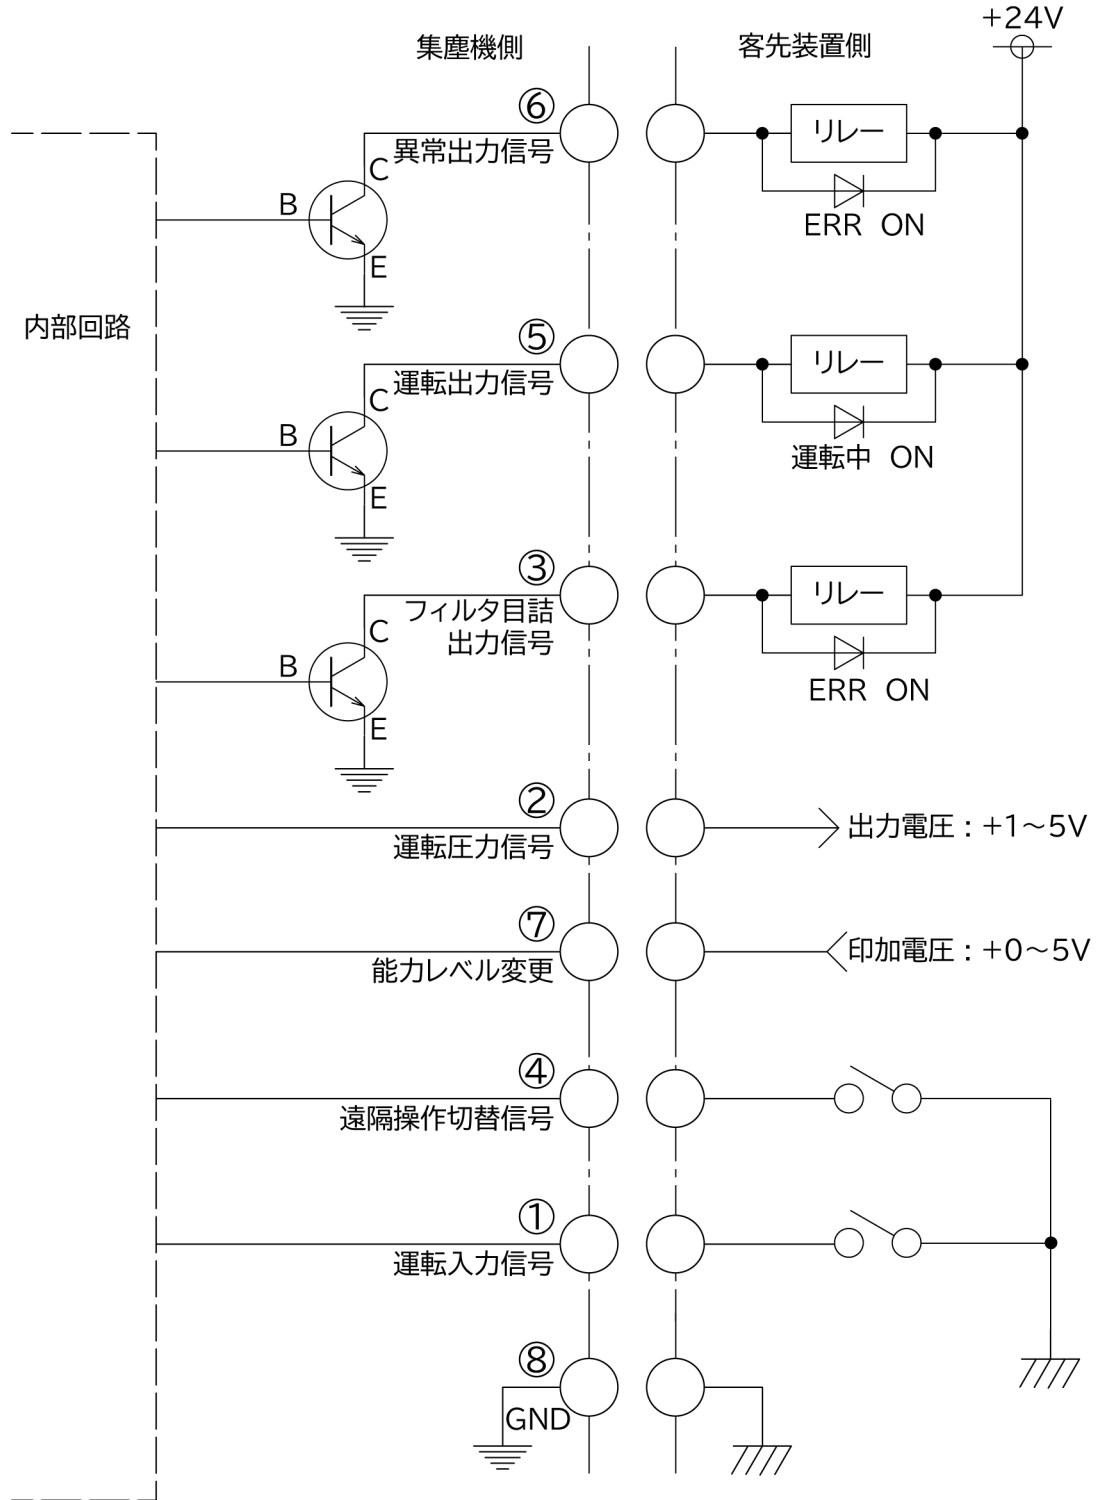 +24V
集塵機側
客先装置側
⑥
異常出力信号
リレー
C
B
E
ERR ON
内部回路
⑤
運転出力信号
リレー
C
B
E
運転中 ON
③
フィルタ目詰
出力信号
リレー
C
B
E
ERR ON
②
運転圧力信号
出力電圧：+1～5V
⑦
能力レベル変更
印加電圧：+0～5V
④
遠隔操作切替信号
①
運転入力信号
⑧
GND